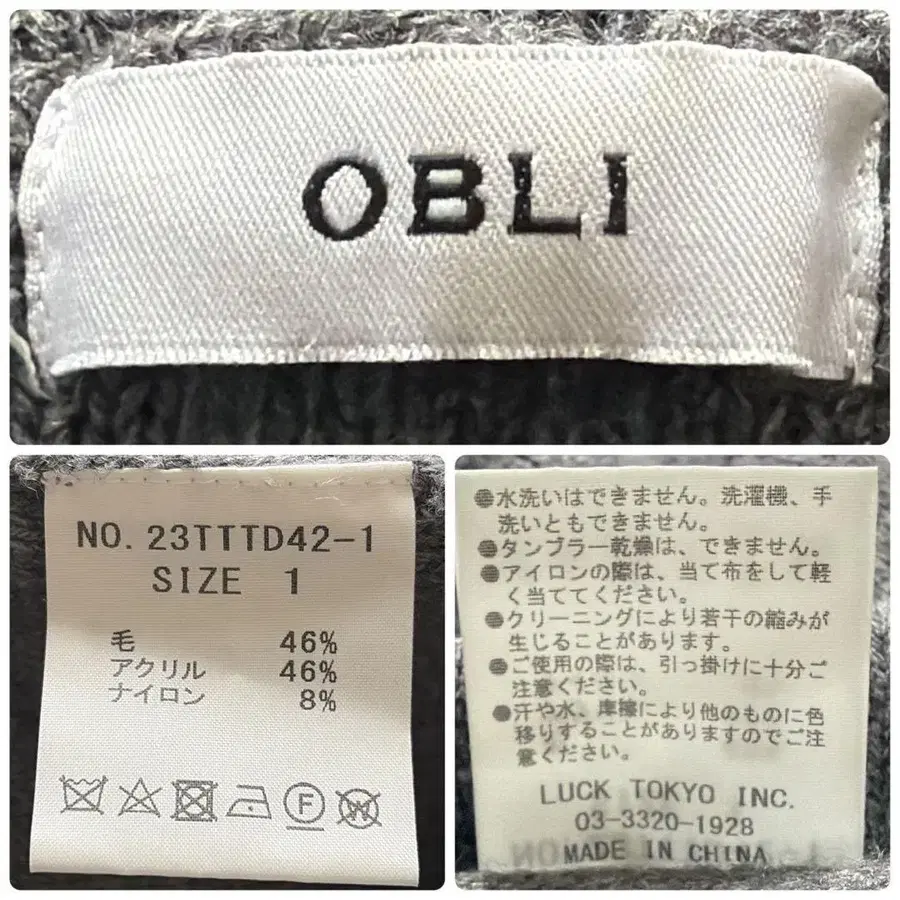 OBLI
NO. 23TTTD42-1
SIZE 1
毛 46%
アクリル 46%
ナイロン 8%
F
W
●水洗いはできません。洗濯機、手
洗いともできません。
●タンブラー乾燥は、できません。
●アイロンの際は、当て布をして軽
く当ててください。
●クリーニングにより若干の縮みが
生じることがあります。
●ご使用の際は、引っ掛けに十分ご
注意ください。
●汗や水、摩擦により他のものに色
移りすることがありますのでご注
意ください。
LUCK TOKYO INC.
03-3320-1928
MADE IN CHINA